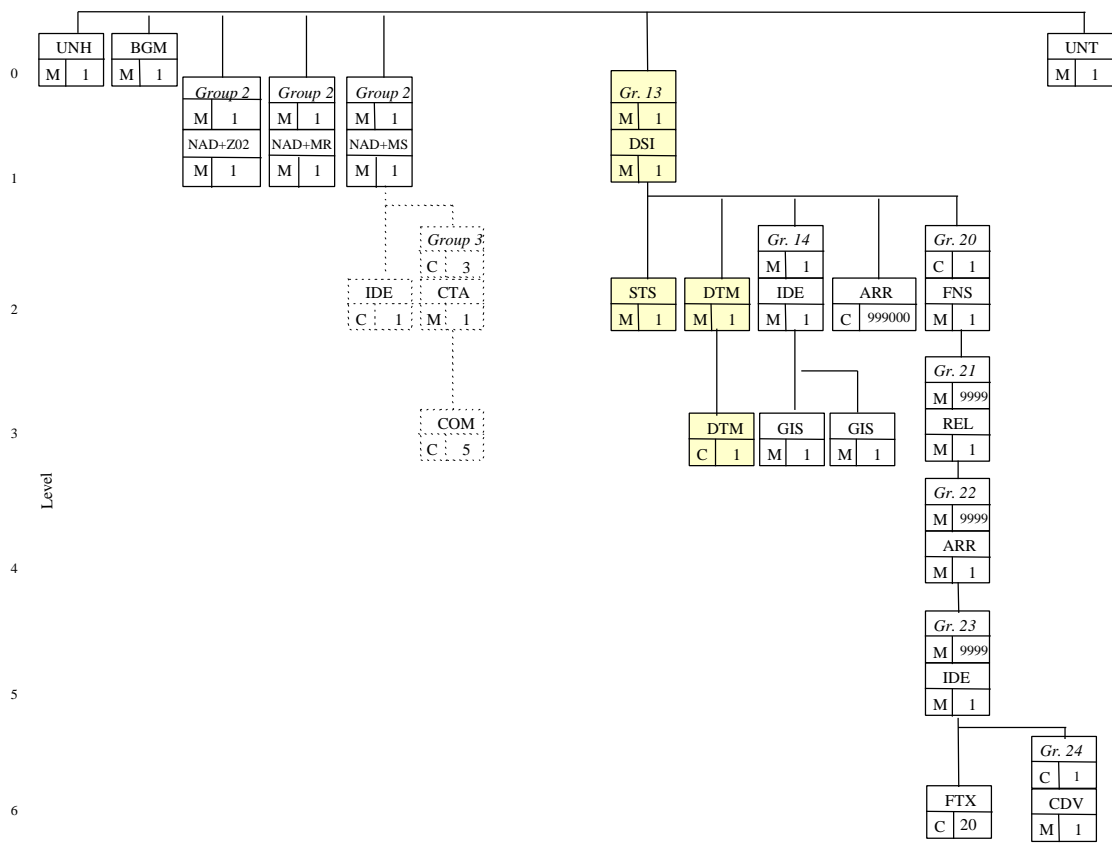 UNH BGM UNT
M 1 M 1 M 1
0
Group 2 Group 2 Group 2 Gr. 13
M 1 M 1 M 1 M 1
NAD+Z02 NAD+MR NAD+MS DSI
M 1 M 1 M 1 M 1
1
Group 3 Gr. 14 Gr. 20
C 3 M 1 C 1
IDE CTA STS DTM IDE ARR FNS
C 1 M 1 M 1 M 1 M 1 C 999000 M 1
2
Gr. 21
M 9999
COM DTM GIS GIS REL
C 5 C 1 M 1 M 1 M 1
3
Level
Gr. 22
M 9999
ARR
M 1
4
Gr. 23
M 9999
IDE
M 1
5
Gr. 24
C 1
FTX CDV
C 20 M 1
6